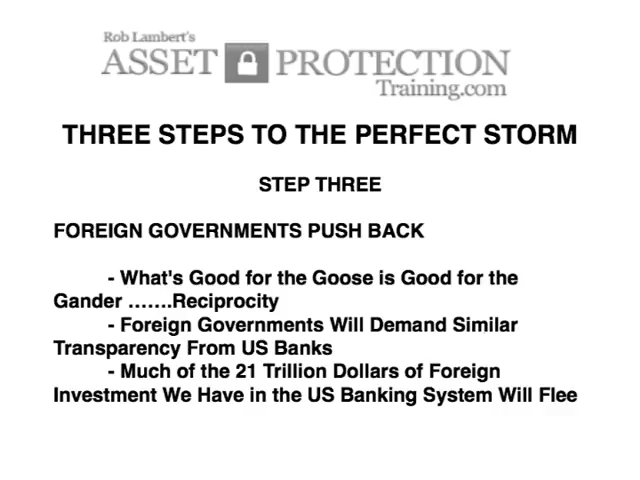 Rob Lambert's
ASSET PROTECTION
Training.com
THREE STEPS TO THE PERFECT STORM
STEP THREE
FOREIGN GOVERNMENTS PUSH BACK
- What's Good for the Goose is Good for the
Gander .......Reciprocity
- Foreign Governments Will Demand Similar
Transparency From US Banks
- Much of the 21 Trillion Dollars of Foreign
Investment We Have in the US Banking System Will Flee